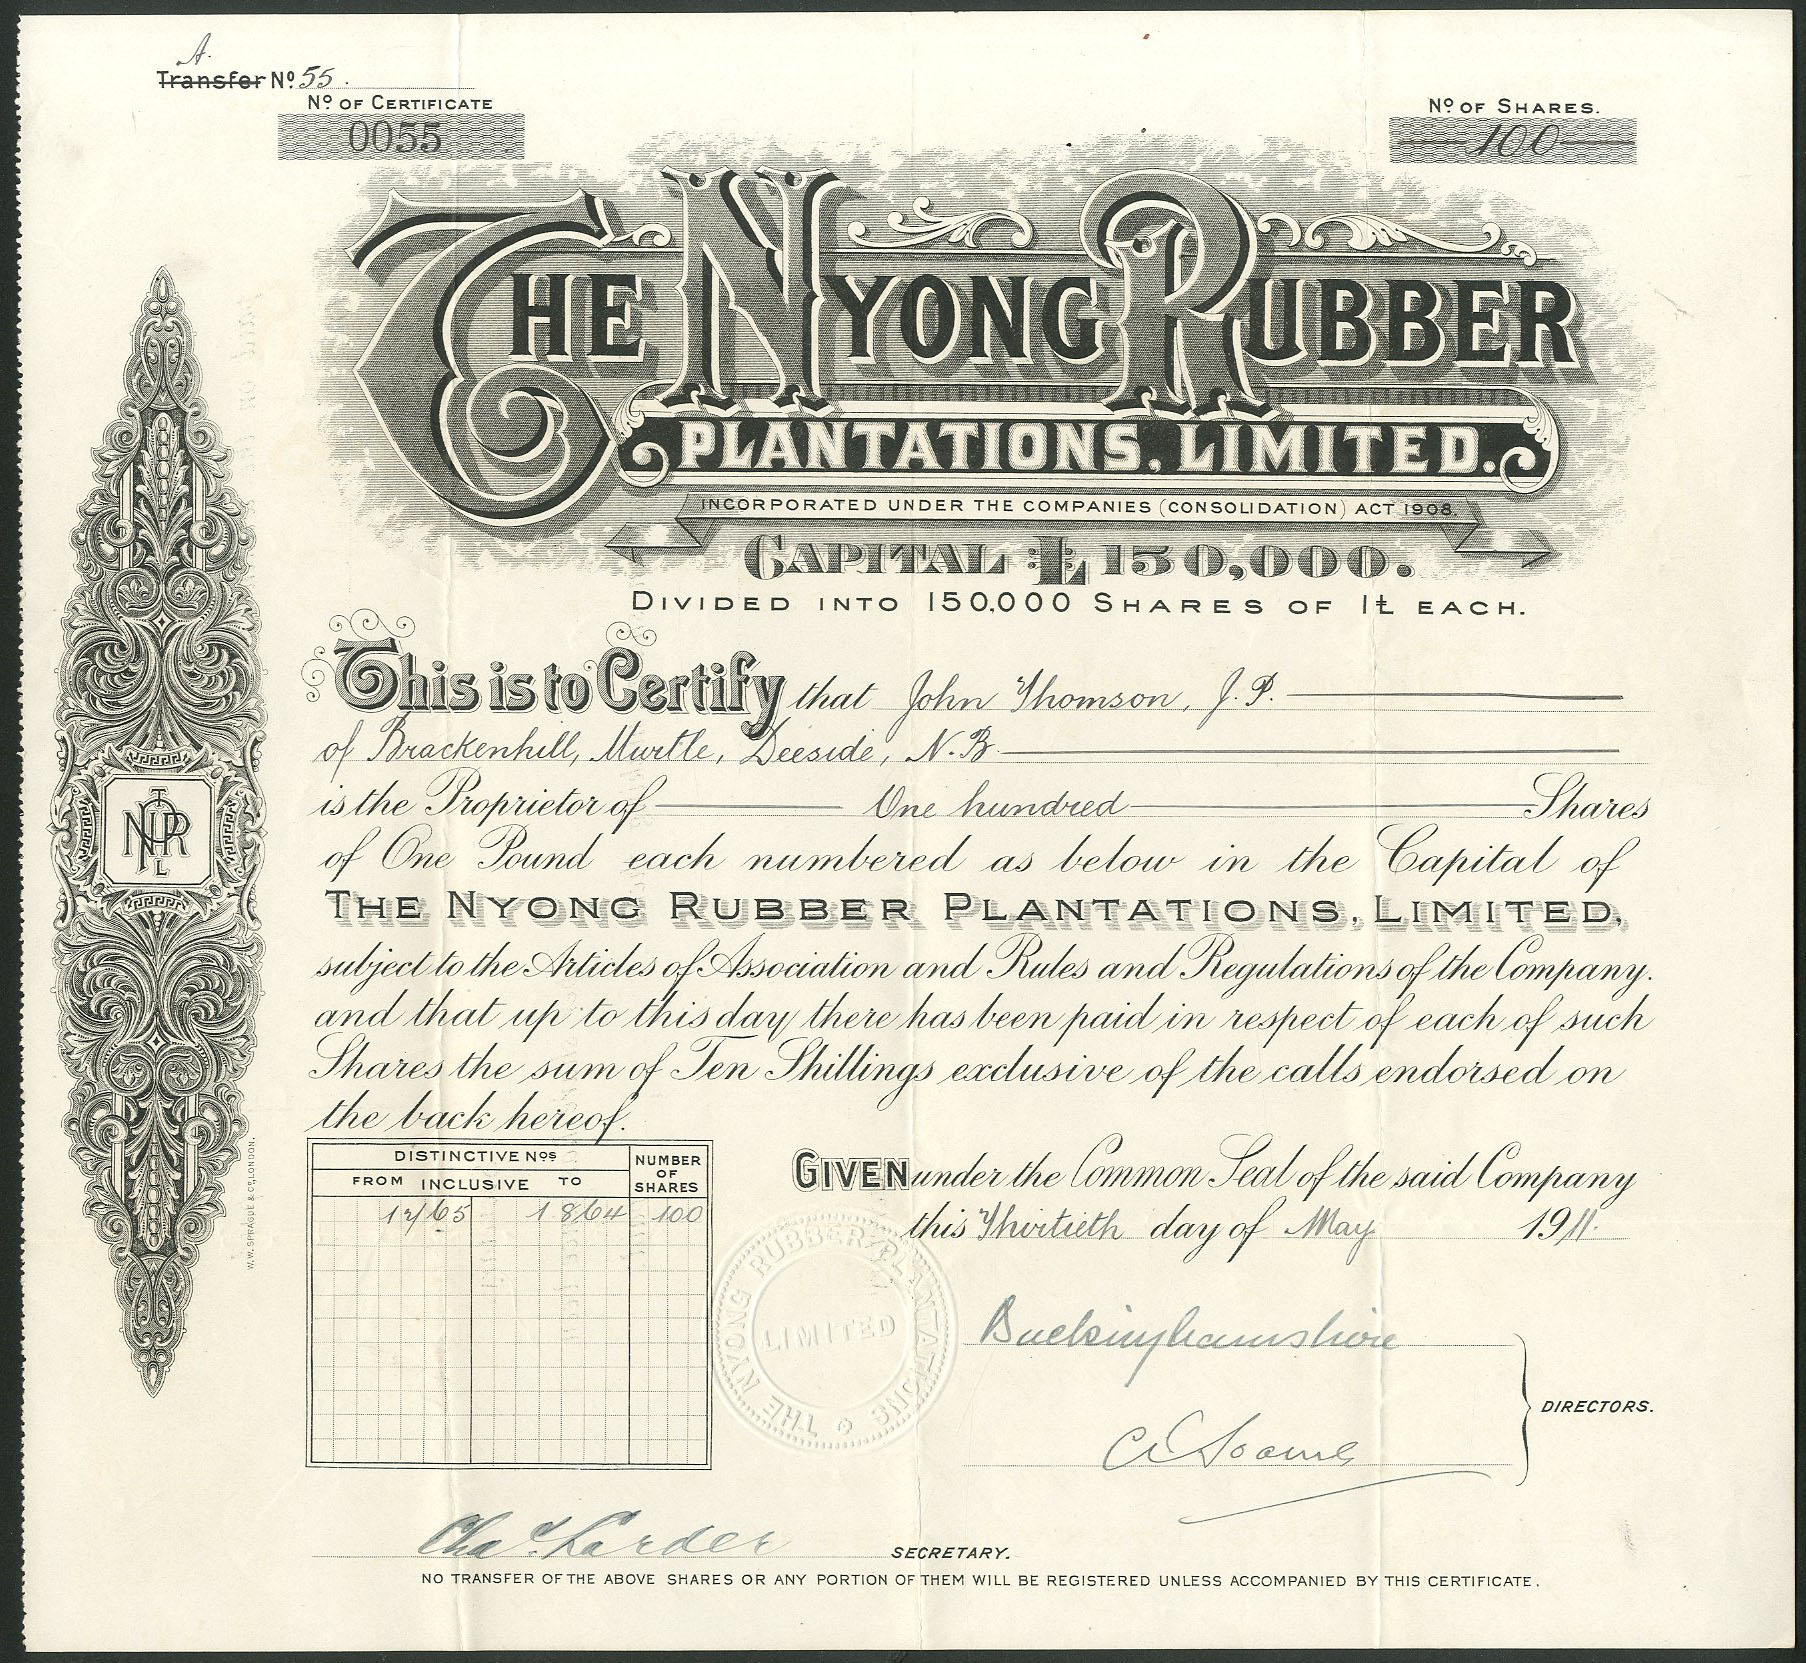 A.
Transfer No 55.
No of Certificate
0055
No of Shares.
100
The Nyong Rubber
Plantations, Limited.
Incorporated under the Companies (Consolidation) Act 1908.
Capital £150,000.
Divided into 150,000 Shares of 1£ each.
This is to Certify that John Thomson, J.P.
of Brackenhill, Murtle, Deeside, N.B.
is the Proprietor of One hundred Shares
of One Pound each numbered as below in the Capital of
The Nyong Rubber Plantations, Limited,
subject to the Articles of Association and Rules and Regulations of the Company.
and that up to this day there has been paid in respect of each of such
Shares the sum of Ten Shillings exclusive of the calls endorsed on
the back hereof.
DISTINCTIVE Nos
NUMBER OF SHARES
FROM INCLUSIVE TO
1765 1864 100
GIVEN under the Common Seal of the said Company
this Thirtieth day of May 1911.
THE NYONG RUBBER PLANTATIONS
LIMITED
Buckinghamshire
DIRECTORS.
Chas. Larder
SECRETARY.
NO TRANSFER OF THE ABOVE SHARES OR ANY PORTION OF THEM WILL BE REGISTERED UNLESS ACCOMPANIED BY THIS CERTIFICATE.
W.W. SPRAGUE & Co, LONDON.